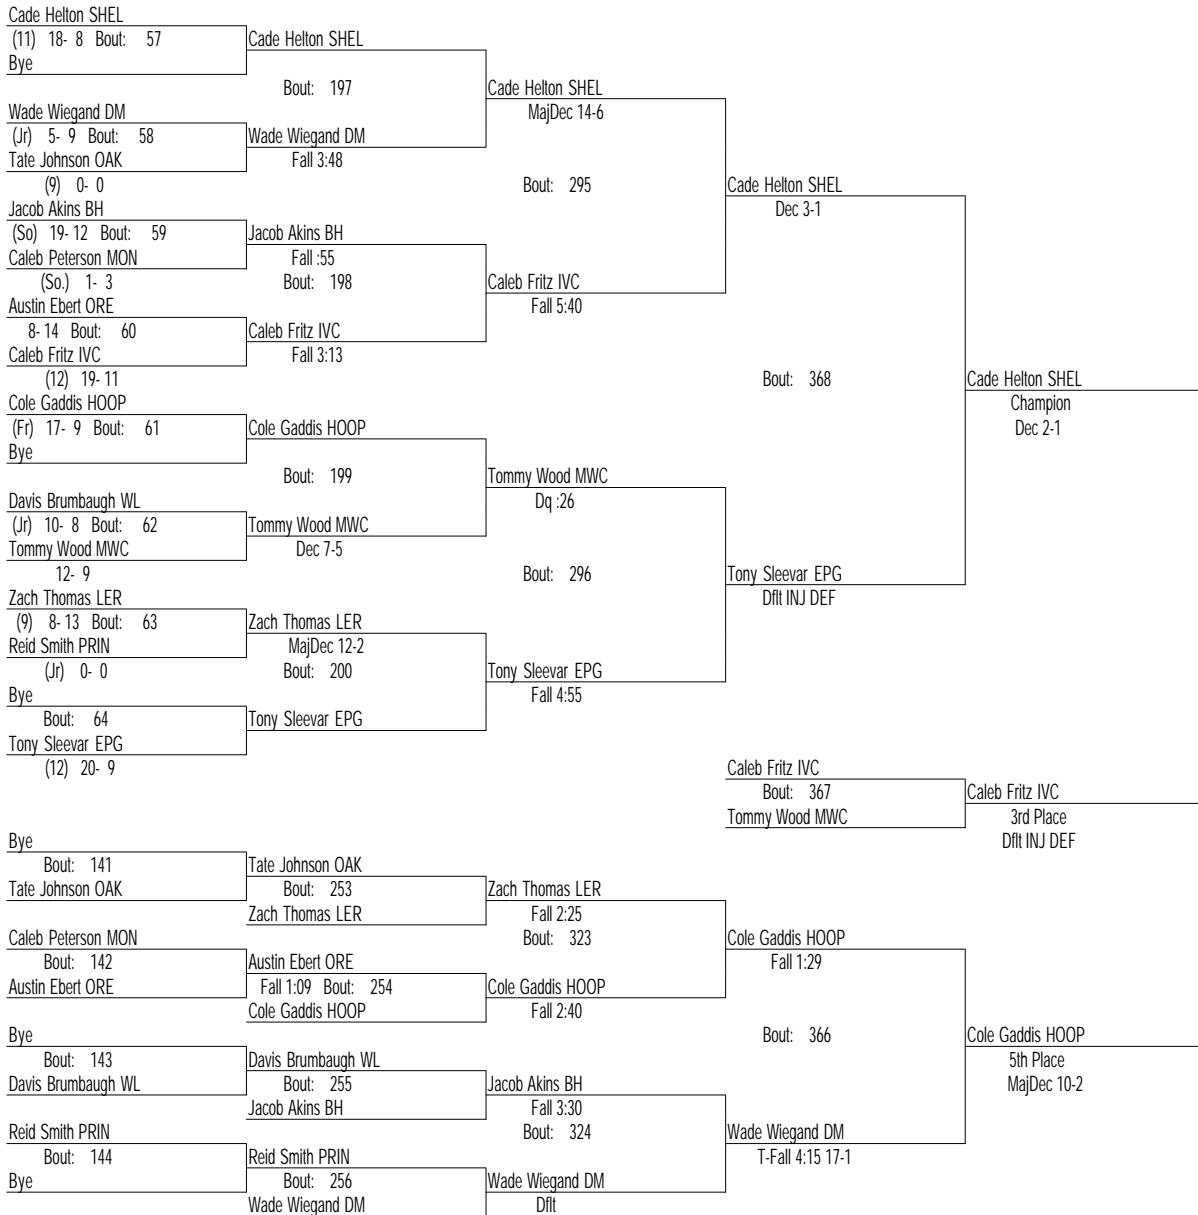 Cade Helton SHEL
(11) 18- 8 Bout: 57
Cade Helton SHEL
Bye
Bout: 197
Cade Helton SHEL
MajDec 14-6
Wade Wiegand DM
(Jr) 5- 9 Bout: 58
Wade Wiegand DM
Tate Johnson OAK
Fall 3:48
(9) 0- 0
Bout: 295
Cade Helton SHEL
Dec 3-1
Jacob Akins BH
(So) 19- 12 Bout: 59
Jacob Akins BH
Caleb Peterson MON
Fall :55
(So.) 1- 3
Bout: 198
Caleb Fritz IVC
Fall 5:40
Austin Ebert ORE
8- 14 Bout: 60
Caleb Fritz IVC
Caleb Fritz IVC
Fall 3:13
(12) 19- 11
Bout: 368
Cade Helton SHEL
Champion
Dec 2-1
Cole Gaddis HOOP
(Fr) 17- 9 Bout: 61
Cole Gaddis HOOP
Bye
Bout: 199
Tommy Wood MWC
Dq :26
Davis Brumbaugh WL
(Jr) 10- 8 Bout: 62
Tommy Wood MWC
Tommy Wood MWC
Dec 7-5
12- 9
Bout: 296
Tony Sleevar EPG
Dflt INJ DEF
Zach Thomas LER
(9) 8- 13 Bout: 63
Zach Thomas LER
Reid Smith PRIN
MajDec 12-2
(Jr) 0- 0
Bout: 200
Tony Sleevar EPG
Fall 4:55
Bye
Bout: 64
Tony Sleevar EPG
Tony Sleevar EPG
(12) 20- 9
Caleb Fritz IVC
Bout: 367
Caleb Fritz IVC
Tommy Wood MWC
3rd Place
Dflt INJ DEF
Bye
Bout: 141
Tate Johnson OAK
Tate Johnson OAK
Bout: 253
Zach Thomas LER
Zach Thomas LER
Fall 2:25
Bout: 323
Cole Gaddis HOOP
Fall 1:29
Caleb Peterson MON
Bout: 142
Austin Ebert ORE
Austin Ebert ORE
Fall 1:09 Bout: 254
Cole Gaddis HOOP
Cole Gaddis HOOP
Fall 2:40
Bout: 366
Cole Gaddis HOOP
5th Place
MajDec 10-2
Bye
Bout: 143
Davis Brumbaugh WL
Davis Brumbaugh WL
Bout: 255
Jacob Akins BH
Jacob Akins BH
Fall 3:30
Bout: 324
Wade Wiegand DM
T-Fall 4:15 17-1
Reid Smith PRIN
Bout: 144
Reid Smith PRIN
Bye
Bout: 256
Wade Wiegand DM
Wade Wiegand DM
Dflt